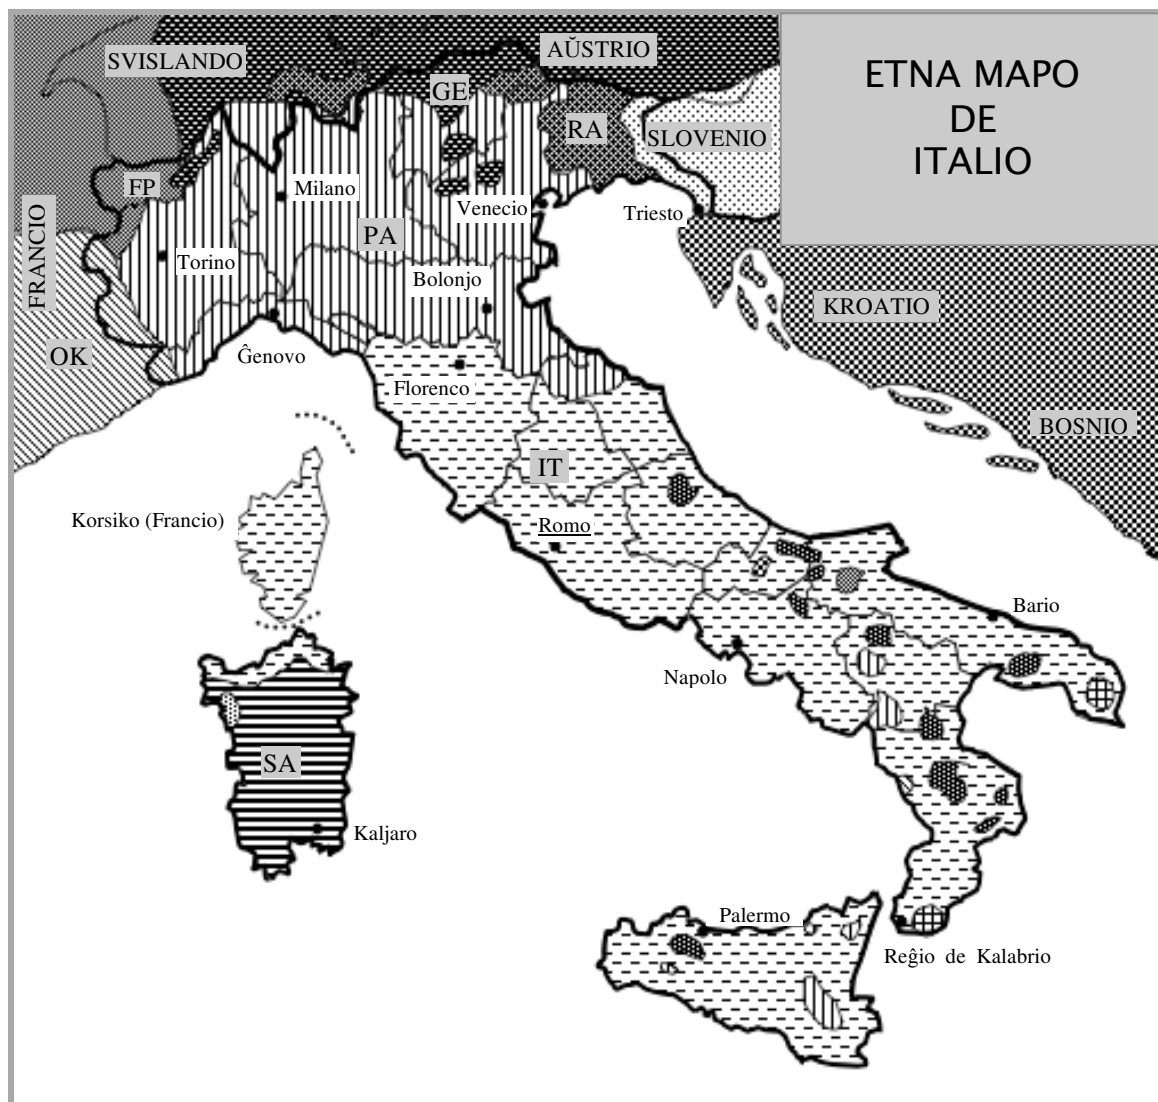 ETNA MAPO
DE
ITALIO
SVISLANDO
AŬSTRIO
GE
RA
SLOVENIO
FP
Milano
Venecio
Triesto
FRANCIO
PA
Torino
Bolonjo
KROATIO
OK
Ĝenovo
Florenco
BOSNIO
IT
Korsiko (Francio)
Romo
Bario
Napolo
SA
Kaljaro
Palermo
Reĝio de Kalabrio